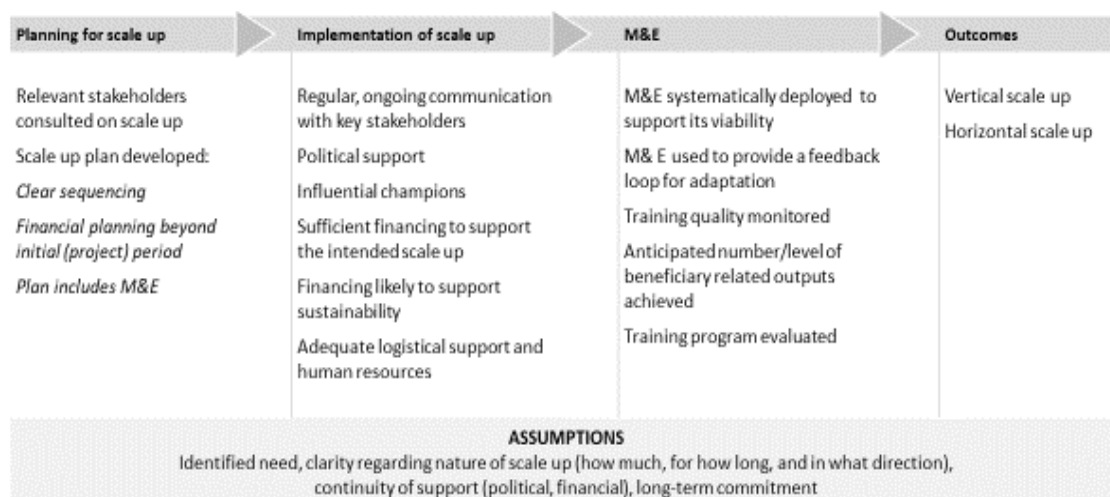 Planning for scale up
Implementation of scale up
M&E
Outcomes
Relevant stakeholders
consulted on scale up
Scale up plan developed:
Clear sequencing
Financial planning beyond
initial (project) period
Plan includes M&E
Regular, ongoing communication
with key stakeholders
Political support
Influential champions
Sufficient financing to support
the intended scale up
Financing likely to support
sustainability
Adequate logistical support and
human resources
M&E systematically deployed to
support its viability
M& E used to provide a feedback
loop for adaptation
Training quality monitored
Anticipated number/level of
beneficiary related outputs
achieved
Training program evaluated
Vertical scale up
Horizontal scale up
ASSUMPTIONS
Identified need, clarity regarding nature of scale up (how much, for how long, and in what direction),
continuity of support (political, financial), long-term commitment